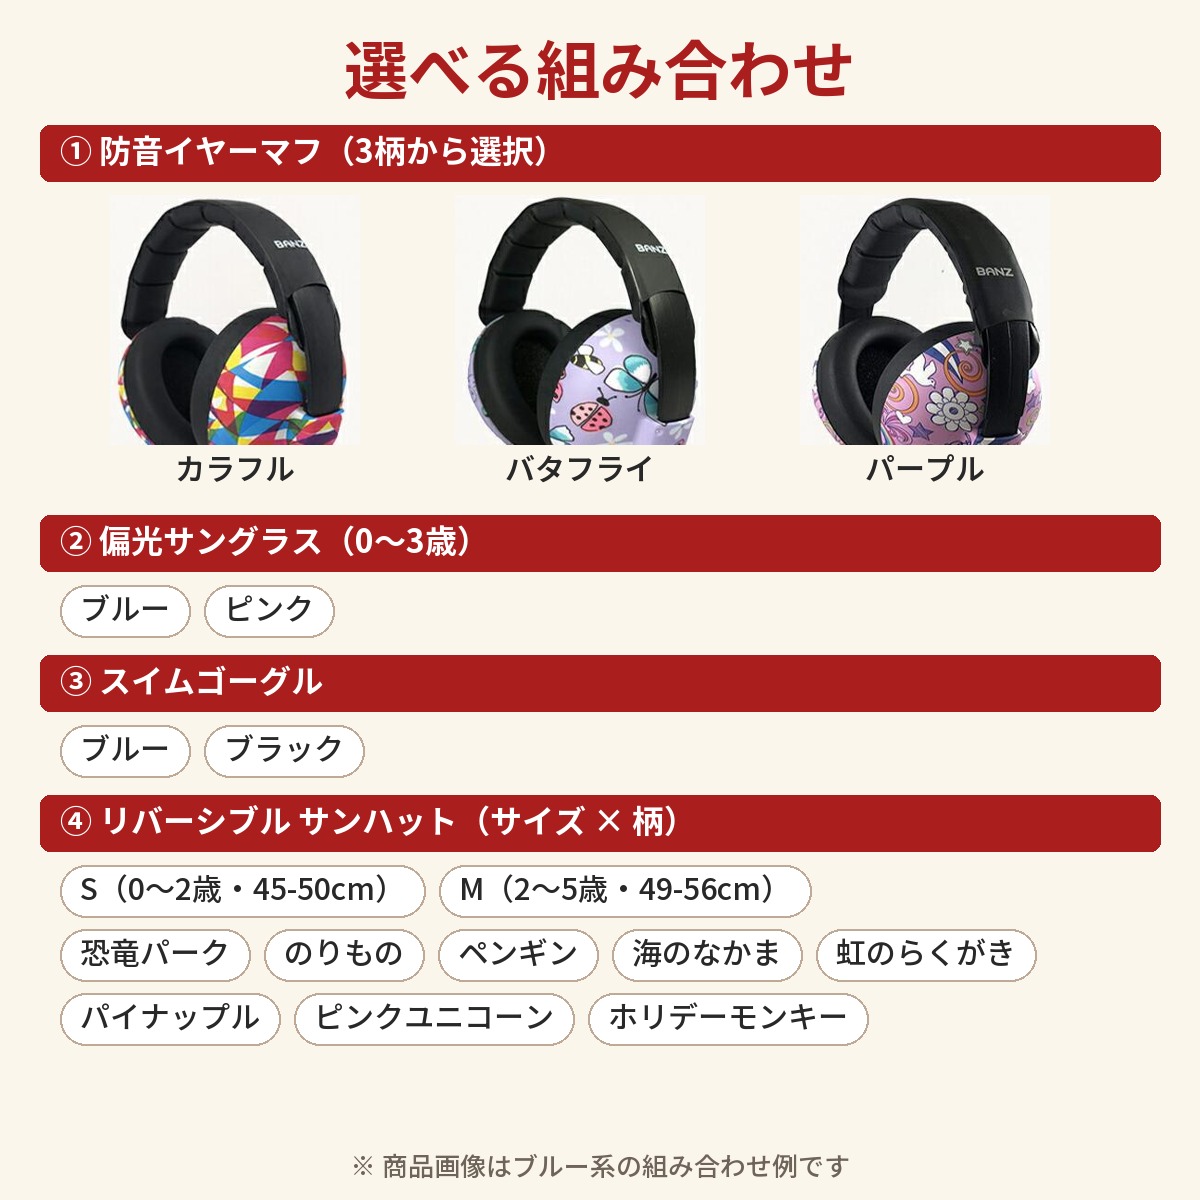 選べる組み合わせ
① 防音イヤーマフ（3柄から選択）
BANZ
BANZ
BANZ
カラフル
バタフライ
パープル
② 偏光サングラス（0〜3歳）
ブルー
ピンク
③ スイムゴーグル
ブルー
ブラック
④ リバーシブル サンハット（サイズ × 柄）
S（0〜2歳・45-50cm）
M（2〜5歳・49-56cm）
恐竜パーク
のりもの
ペンギン
海のなかま
虹のらくがき
パイナップル
ピンクユニコーン
ホリデーモンキー
※ 商品画像はブルー系の組み合わせ例です